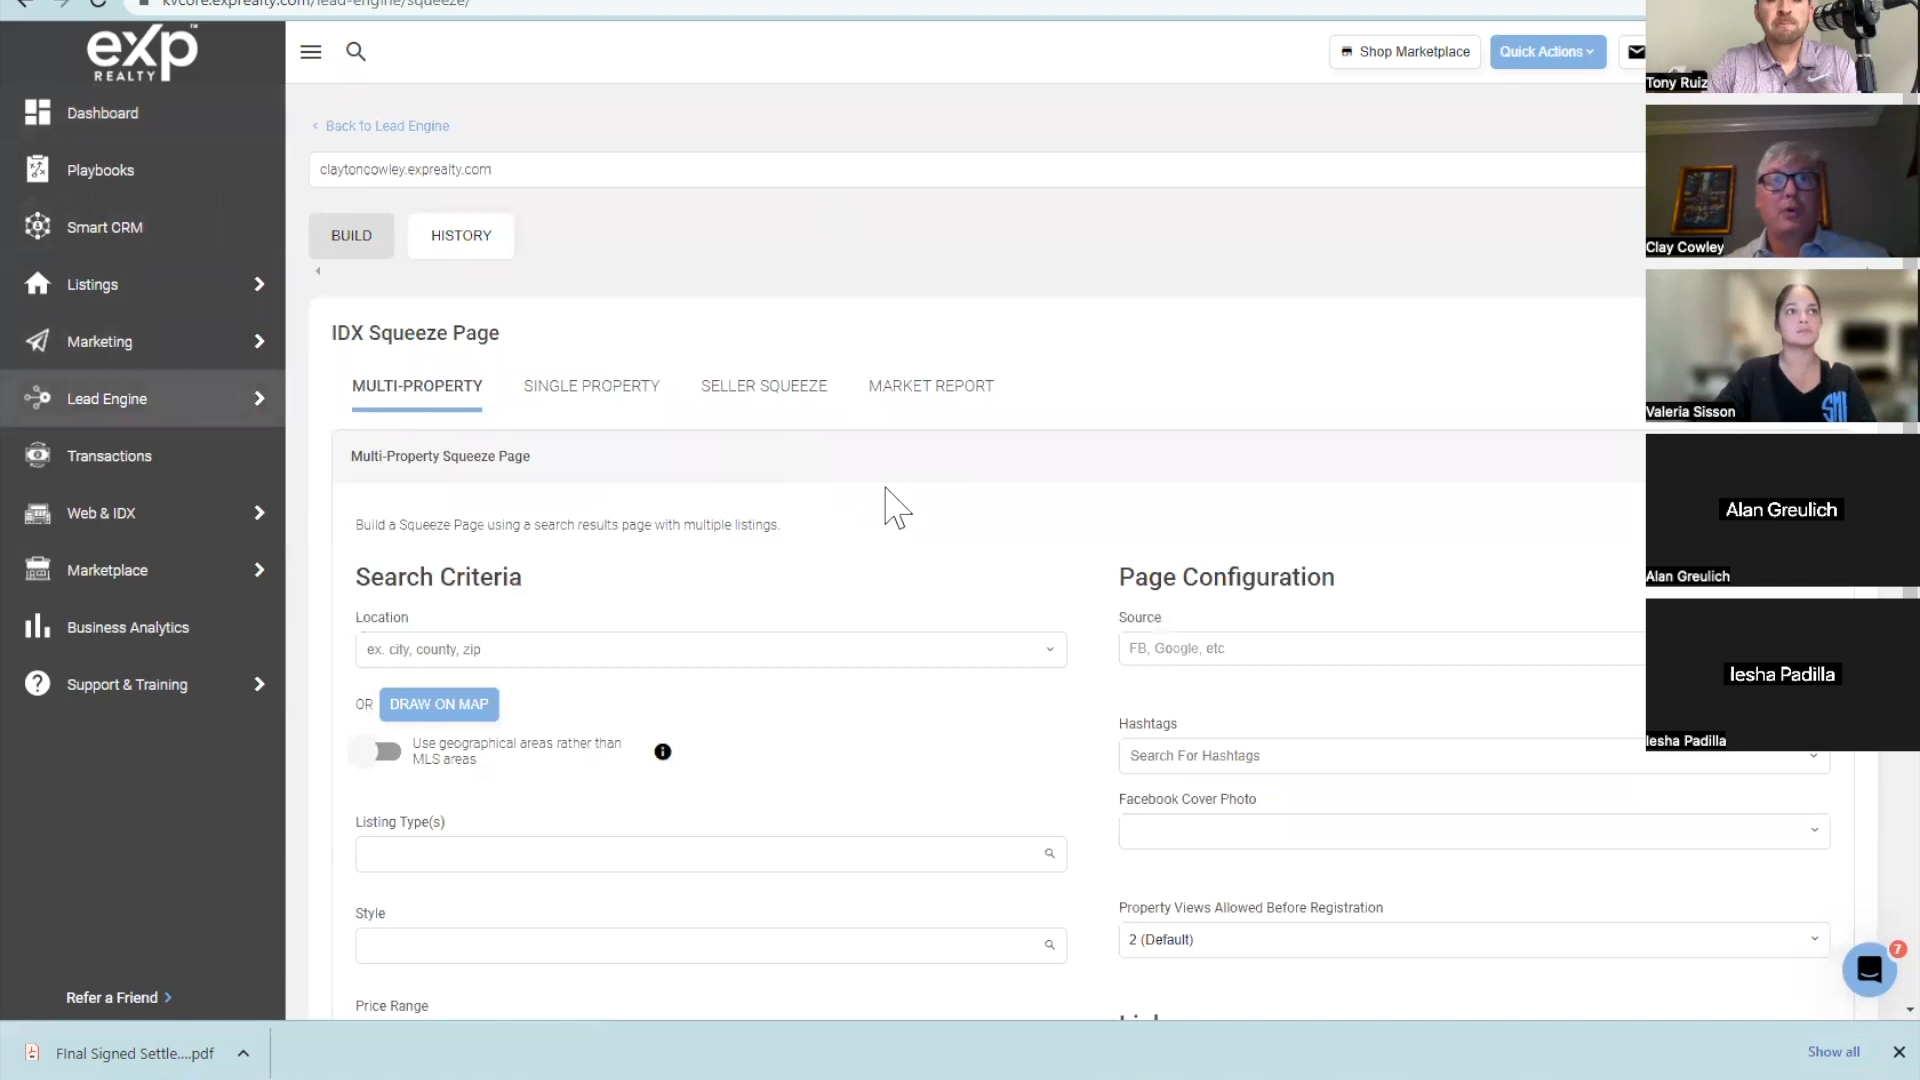 kvcore.exprealty.com/lead-engine/squeeze/
eXp
REALTY
Shop Marketplace
Quick Actions
Dashboard
Playbooks
Smart CRM
Listings
Marketing
Lead Engine
Transactions
Web & IDX
Marketplace
Business Analytics
Support & Training
Refer a Friend
Back to Lead Engine
claytoncowley.exprealty.com
BUILD
HISTORY
IDX Squeeze Page
MULTI-PROPERTY
SINGLE PROPERTY
SELLER SQUEEZE
MARKET REPORT
Multi-Property Squeeze Page
Build a Squeeze Page using a search results page with multiple listings.
Search Criteria
Location
ex. city, county, zip
OR
DRAW ON MAP
Use geographical areas rather than
MLS areas
Listing Type(s)
Style
Price Range
Page Configuration
Source
FB, Google, etc
Hashtags
Search For Hashtags
Facebook Cover Photo
Property Views Allowed Before Registration
2 (Default)
7
Tony Ruiz
Clay Cowley
SMI
Valeria Sisson
Alan Greulich
Alan Greulich
Iesha Padilla
Iesha Padilla
FInal Signed Settle....pdf
Show all